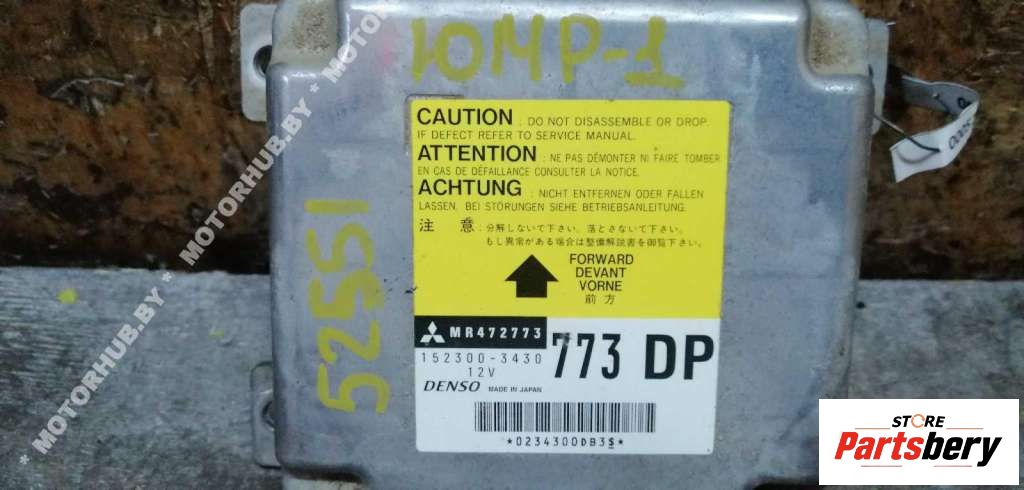 ЮМР-1
52551
CAUTION : DO NOT DISASSEMBLE OR DROP.
IF DEFECT REFER TO SERVICE MANUAL.
ATTENTION : NE PAS DÉMONTER NI FAIRE TOMBER
EN CAS DE DÉFAILLANCE CONSULTER LA NOTICE.
ACHTUNG : NICHT ENTFERNEN ODER FALLEN
LASSEN. BEI STÖRUNGEN SIEHE BETRIEBSANLEITUNG.
注 意 : 分解しないで下さい。落とさないで下さい。
もし異常がある場合は整備解説書を御覧下さい。
FORWARD
DEVANT
VORNE
前 方
MR472773
152300-3430
12V
773 DP
DENSO MADE IN JAPAN
*0234300DB3S*
* MOTORHUB.BY * MOTORHUB.BY *
STORE
Partsbery